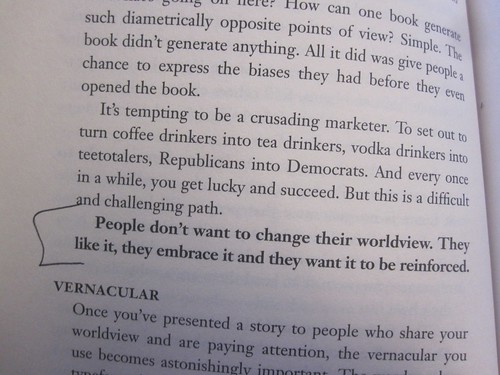 going on here? How can one book generate
such diametrically opposite points of view? Simple. The
book didn't generate anything. All it did was give people a
chance to express the biases they had before they even
opened the book.
It's tempting to be a crusading marketer. To set out to
turn coffee drinkers into tea drinkers, vodka drinkers into
teetotalers, Republicans into Democrats. And every once
in a while, you get lucky and succeed. But this is a difficult
and challenging path.
People don't want to change their worldview. They
like it, they embrace it and they want it to be reinforced.
VERNACULAR
Once you've presented a story to people who share your
worldview and are paying attention, the vernacular you
use becomes astonishingly important. The